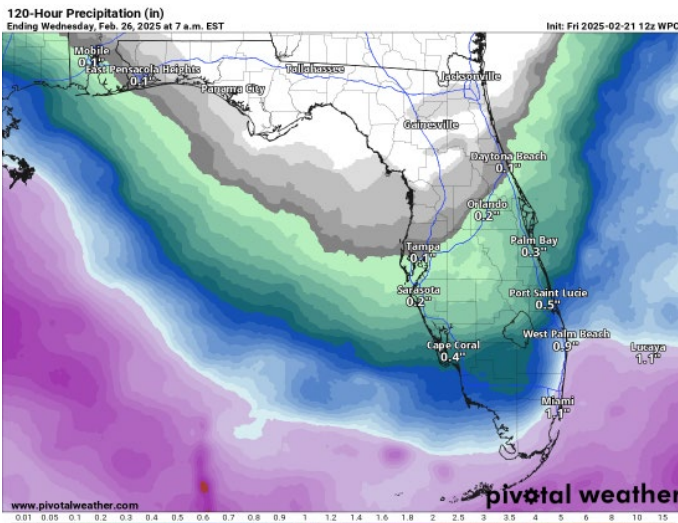 120-Hour Precipitation (in)
Ending Wednesday, Feb. 26, 2025 at 7 a.m. EST
Init: Fri 2025-02-21 12z WPC
Mobile
0.1"
East Pensacola Heights
0.1"
Panama City
Tallahassee
Jacksonville
Gainesville
Daytona Beach
0.1"
Orlando
0.2"
Tampa
0.1"
Palm Bay
0.3"
Sarasota
0.2"
Port Saint Lucie
0.5"
West Palm Beach
0.9"
Cape Coral
0.4"
Lucaya
1.1"
Miami
1.1"
www.pivotalweather.com
pivotal weather
0.01 0.05 0.1 0.2 0.3 0.4 0.5 0.6 0.7 0.8 0.9 1 1.2 1.4 1.6 1.8 2 2.5 3 3.5 4 5 6 7 8 9 10 15